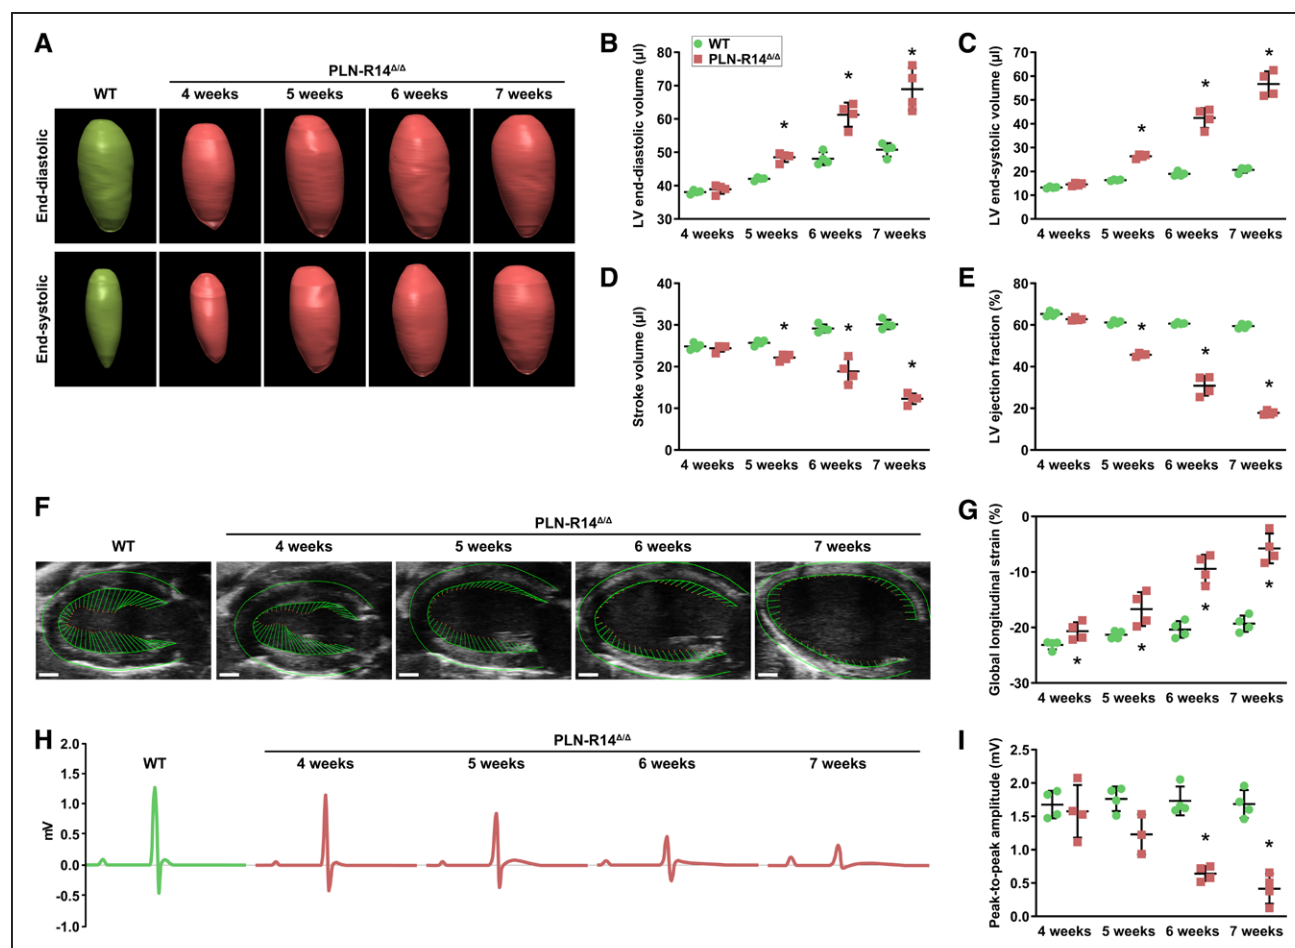 A
PLN-R14Δ/Δ
WT 4 weeks 5 weeks 6 weeks 7 weeks
End-diastolic
End-systolic
B
WT
PLN-R14Δ/Δ
LV end-diastolic volume (µl)
80
70
60
50
40
30
* * *
4 weeks 5 weeks 6 weeks 7 weeks
C
LV end-systolic volume (µl)
70
60
50
40
30
20
10
0
* * *
4 weeks 5 weeks 6 weeks 7 weeks
D
Stroke volume (µl)
40
30
20
10
0
* * *
4 weeks 5 weeks 6 weeks 7 weeks
E
LV ejection fraction (%)
80
60
40
20
0
* * *
4 weeks 5 weeks 6 weeks 7 weeks
F
PLN-R14Δ/Δ
WT 4 weeks 5 weeks 6 weeks 7 weeks
G
Global longitudinal strain (%)
0
-10
-20
-30
* * * *
4 weeks 5 weeks 6 weeks 7 weeks
H
PLN-R14Δ/Δ
WT 4 weeks 5 weeks 6 weeks 7 weeks
mV
2.0
1.5
1.0
0.5
0.0
-0.5
-1.0
I
Peak-to-peak amplitude (mV)
2.5
2.0
1.5
1.0
0.5
0.0
* *
4 weeks 5 weeks 6 weeks 7 weeks